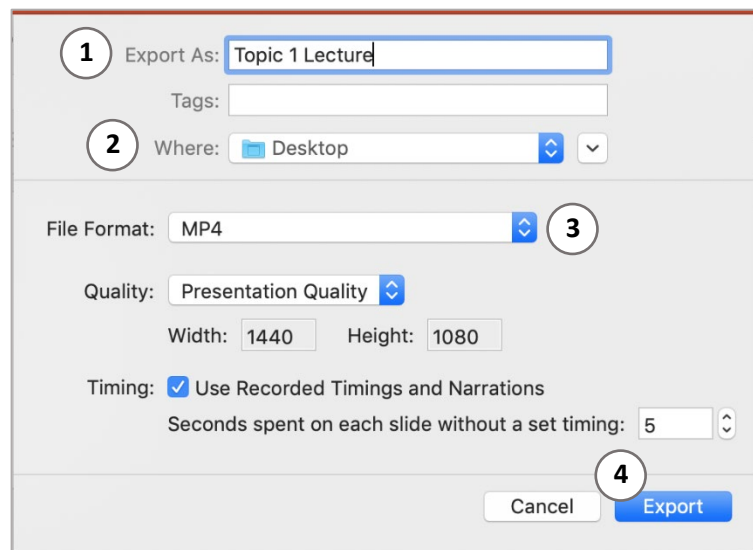 1 Export As: Topic 1 Lecture
Tags:
2 Where: Desktop
File Format: MP4 3
Quality: Presentation Quality
Width: 1440 Height: 1080
Timing: Use Recorded Timings and Narrations
Seconds spent on each slide without a set timing: 5
4
Cancel Export